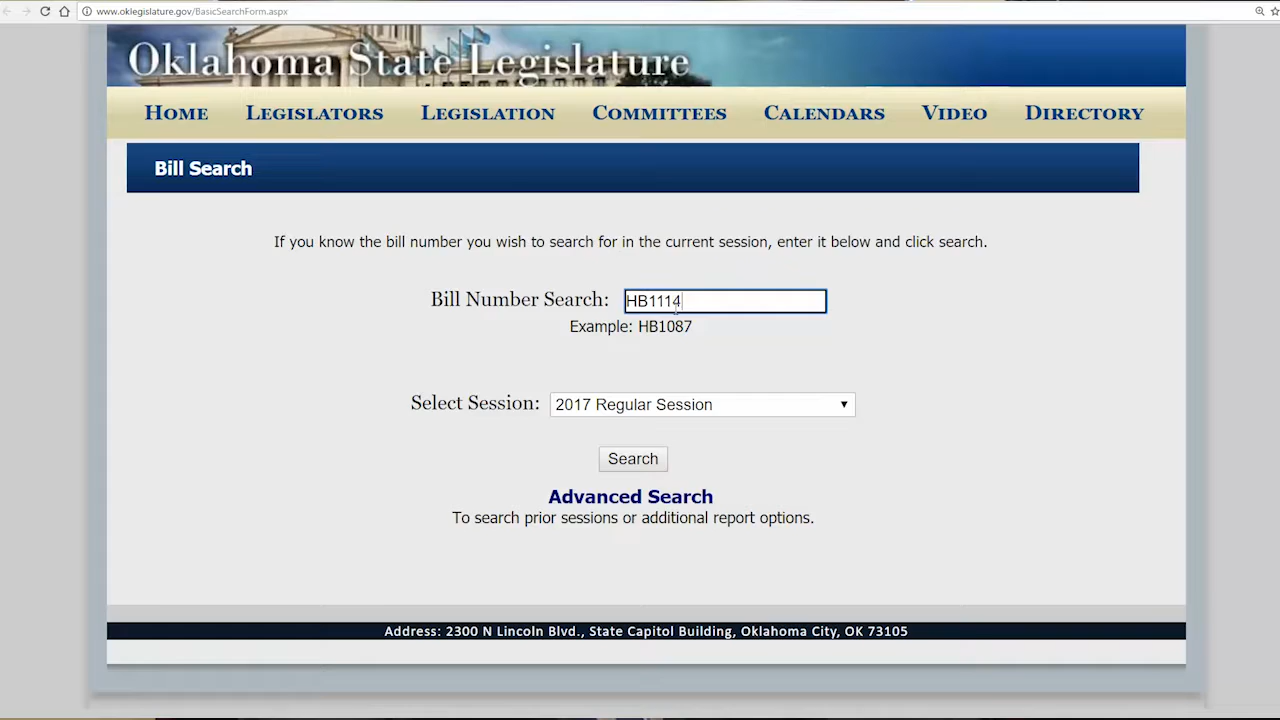 www.oklegislature.gov/BasicSearchForm.aspx
Oklahoma State Legislature
HOME LEGISLATORS LEGISLATION COMMITTEES CALENDARS VIDEO DIRECTORY
Bill Search
If you know the bill number you wish to search for in the current session, enter it below and click search.
Bill Number Search: HB1114
Example: HB1087
Select Session: 2017 Regular Session
Search
Advanced Search
To search prior sessions or additional report options.
Address: 2300 N Lincoln Blvd., State Capitol Building, Oklahoma City, OK 73105